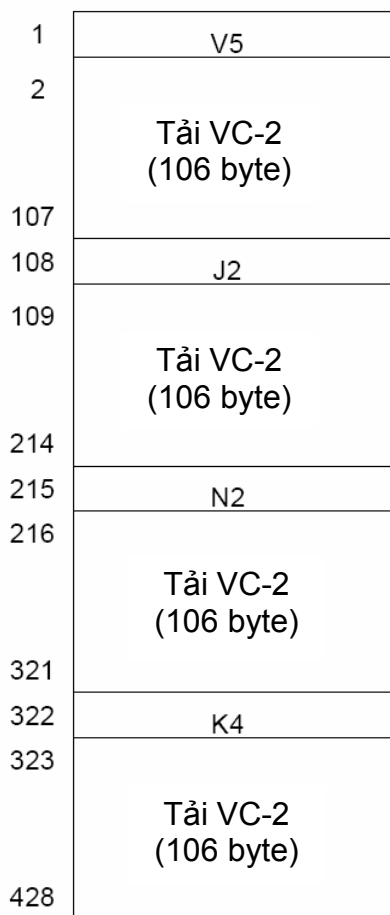 1
V5
2
Tải VC-2
(106 byte)
107
108
J2
109
Tải VC-2
(106 byte)
214
215
N2
216
Tải VC-2
(106 byte)
321
322
K4
323
Tải VC-2
(106 byte)
428